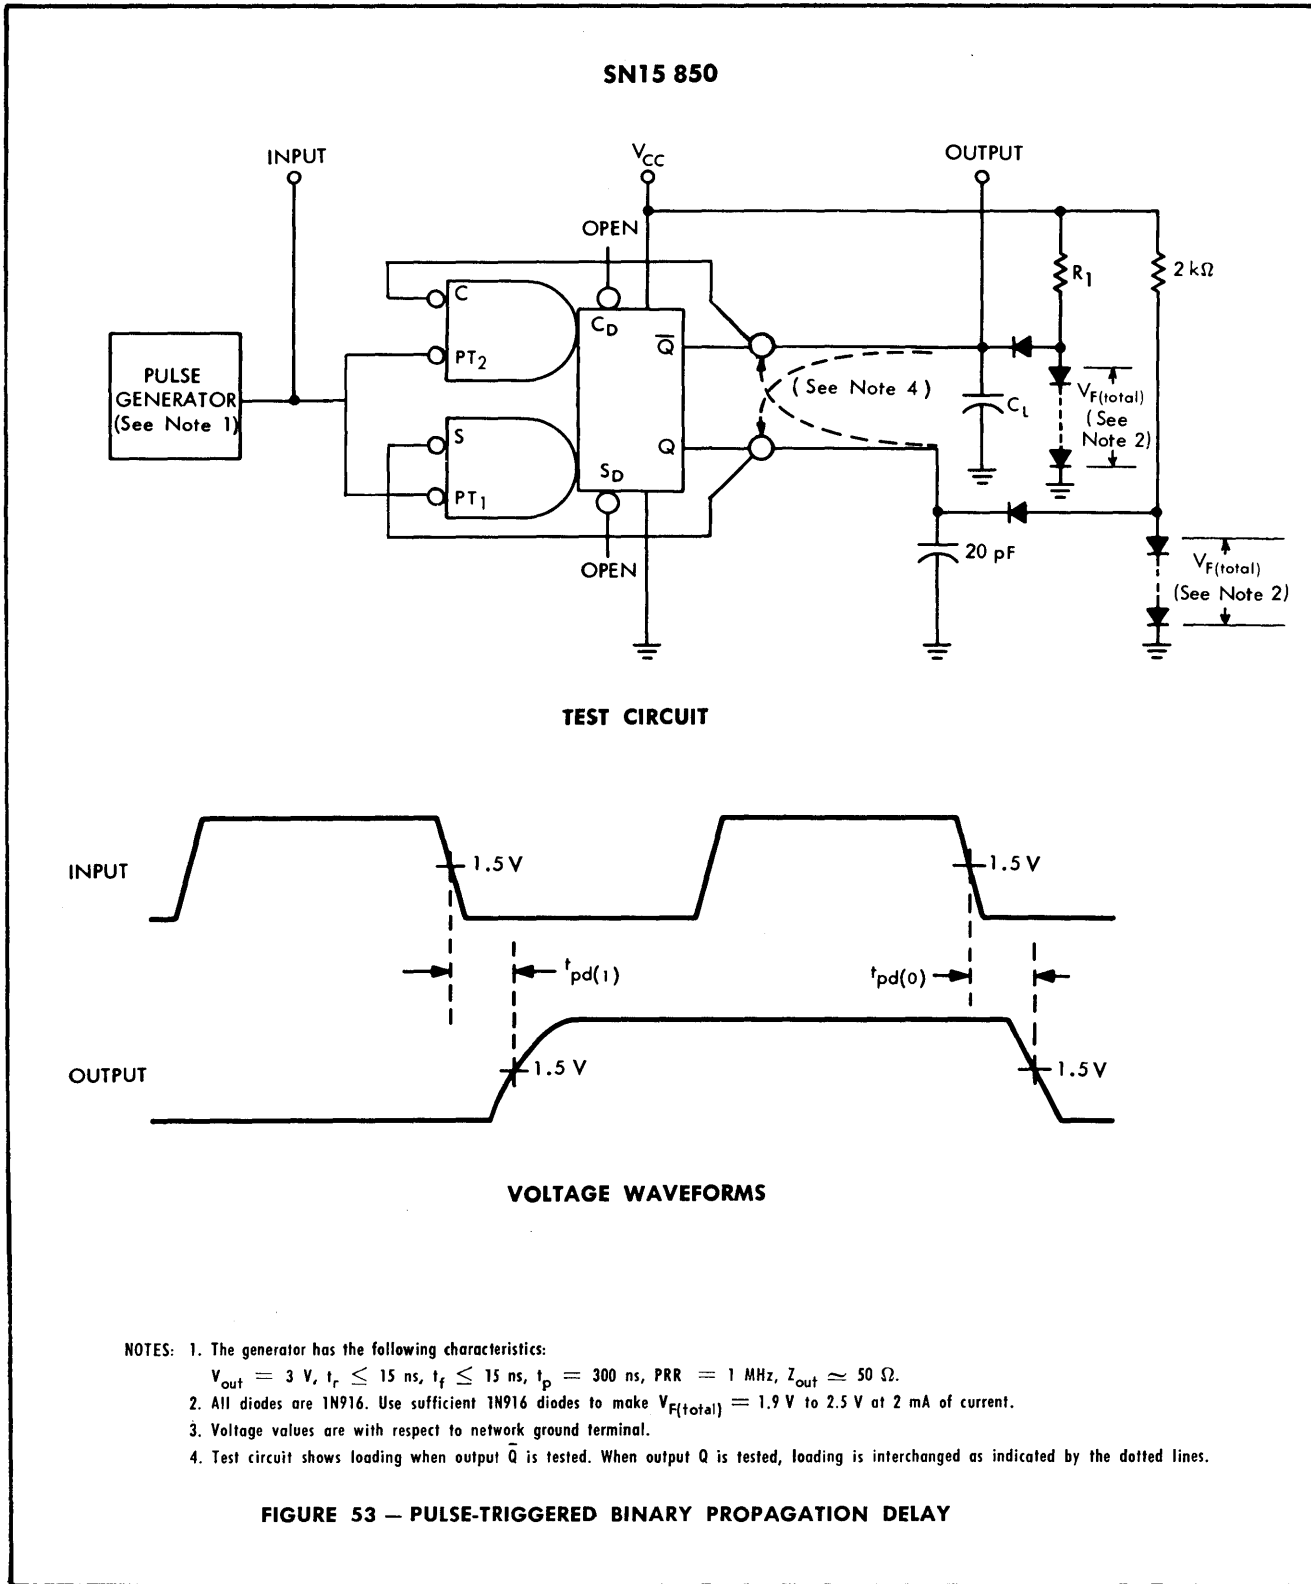 SN15 850
INPUT
V_CC
OUTPUT
OPEN
R_1
2 kΩ
C
C_D
Q̄
PT_2
PULSE
GENERATOR
(See Note 1)
(See Note 4)
C_L
V_F(total)
(See
Note 2)
S
Q
S_D
PT_1
OPEN
20 pF
V_F(total)
(See Note 2)
TEST CIRCUIT
INPUT
1.5 V
1.5 V
t_pd(1)
t_pd(0)
OUTPUT
1.5 V
1.5 V
VOLTAGE WAVEFORMS
NOTES: 1. The generator has the following characteristics:
V_out = 3 V, t_r ≤ 15 ns, t_f ≤ 15 ns, t_p = 300 ns, PRR = 1 MHz, Z_out ≃ 50 Ω.
2. All diodes are 1N916. Use sufficient 1N916 diodes to make V_F(total) = 1.9 V to 2.5 V at 2 mA of current.
3. Voltage values are with respect to network ground terminal.
4. Test circuit shows loading when output Q̄ is tested. When output Q is tested, loading is interchanged as indicated by the dotted lines.
FIGURE 53 — PULSE-TRIGGERED BINARY PROPAGATION DELAY